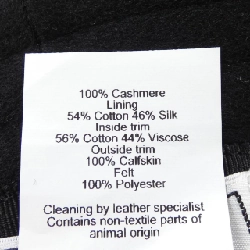 100% Cashmere
Lining
54% Cotton 46% Silk
Inside trim
56% Cotton 44% Viscose
Outside trim
100% Calfskin
Felt
100% Polyester
Cleaning by leather specialist
Contains non-textile parts of
animal origin